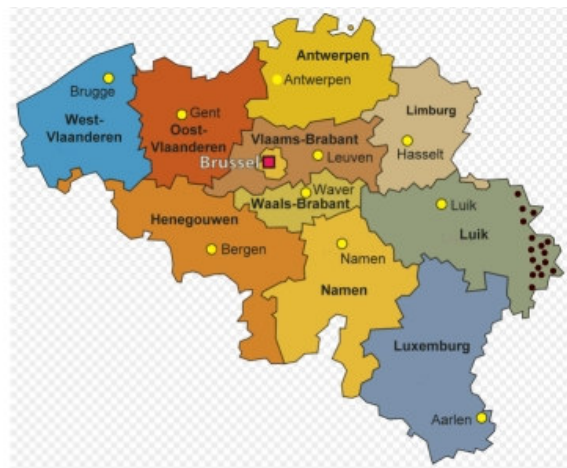 Antwerpen
Antwerpen
Brugge
West-
Vlaanderen
Gent
Oost-
Vlaanderen
Limburg
Hasselt
Vlaams-Brabant
Leuven
Brussel
Waver
Waals-Brabant
Henegouwen
Bergen
Luik
Luik
Namen
Namen
Luxemburg
Aarlen